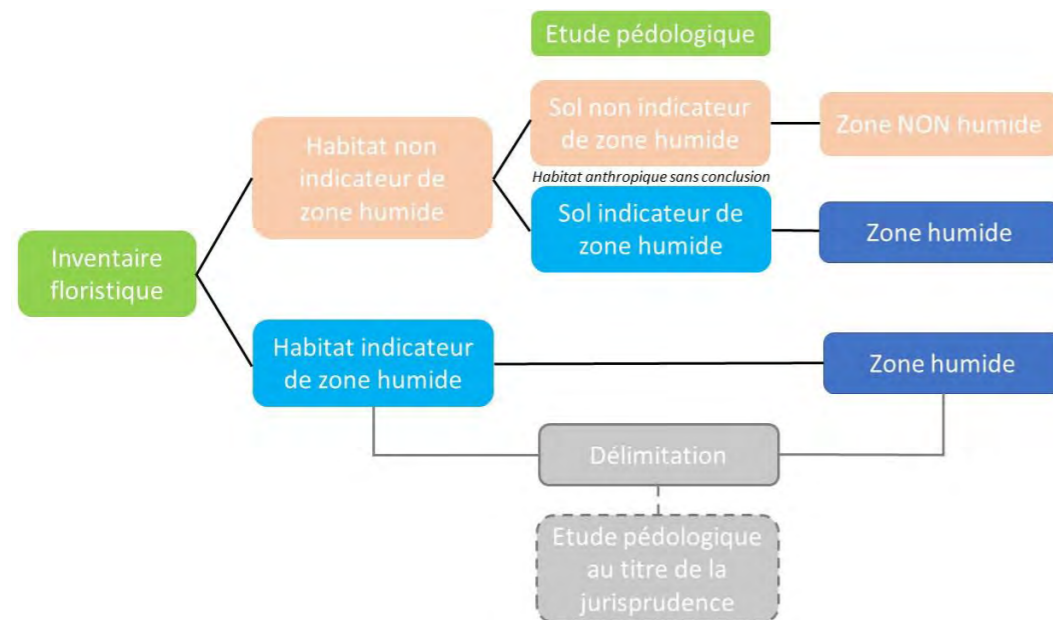 Etude pédologique
Sol non indicateur
de zone humide
Zone NON humide
Habitat non
indicateur de
zone humide
Habitat anthropique sans conclusion
Sol indicateur de
zone humide
Zone humide
Inventaire
floristique
Habitat indicateur
de zone humide
Zone humide
Délimitation
Etude pédologique
au titre de la
jurisprudence